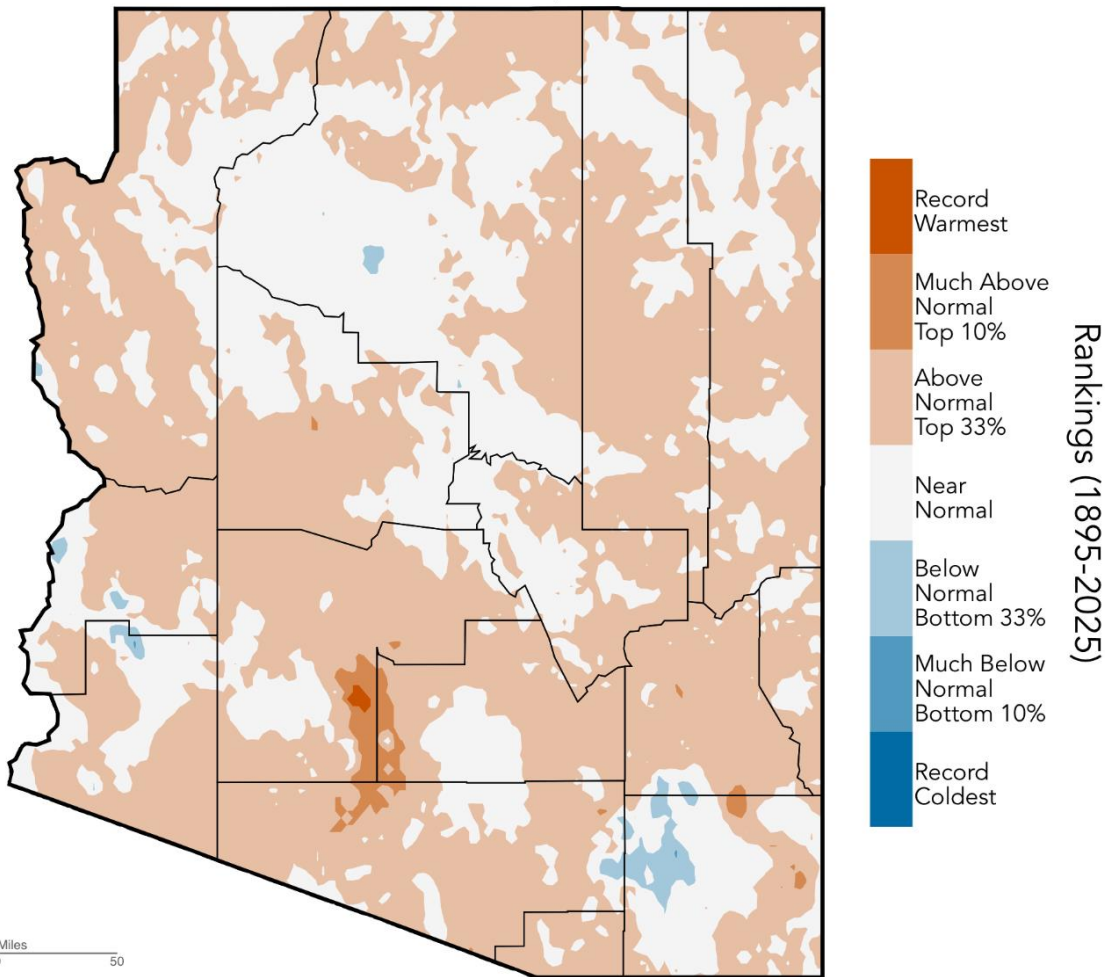 Record
Warmest
Much Above
Normal
Top 10%
Above
Normal
Top 33%
Near
Normal
Below
Normal
Bottom 33%
Much Below
Normal
Bottom 10%
Record
Coldest
Rankings (1895-2025)
Miles
50